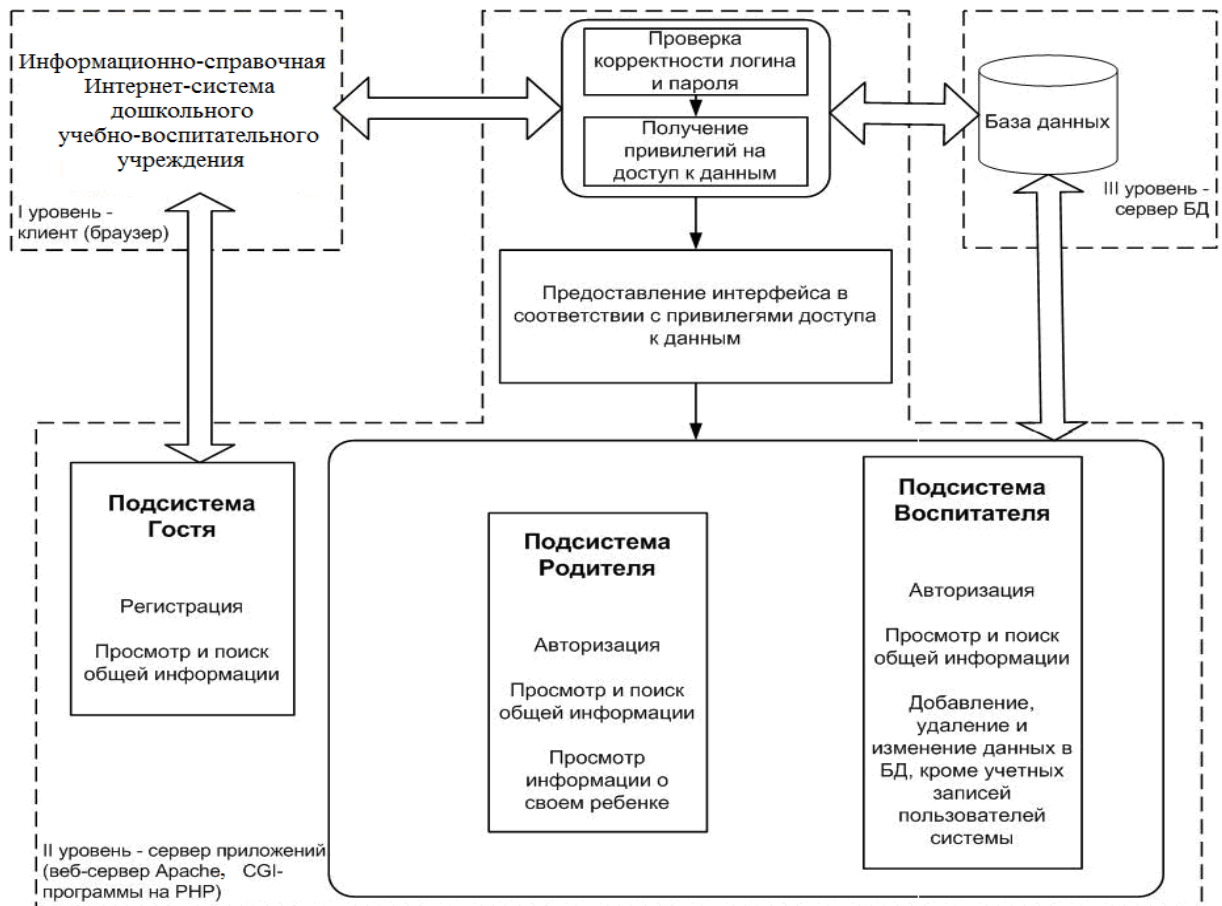 Информационно-справочная
Интернет-система
дошкольного
учебно-воспитательного
учреждения
I уровень -
клиент (браузер)
Проверка
корректности логина
и пароля
Получение
привилегий на
доступ к данным
База данных
III уровень -
сервер БД
Предоставление интерфейса в
соответствии с привилегями доступа
к данным
Подсистема
Гостя
Регистрация
Просмотр и поиск
общей информации
Подсистема
Родителя
Авторизация
Просмотр и поиск
общей информации
Просмотр
информации о
своем ребенке
Подсистема
Воспитателя
Авторизация
Просмотр и поиск
общей информации
Добавление,
удаление и
изменение данных в
БД, кроме учетных
записей
пользователей
системы
II уровень - сервер приложений
(веб-сервер Apache, CGI-
программы на PHP)